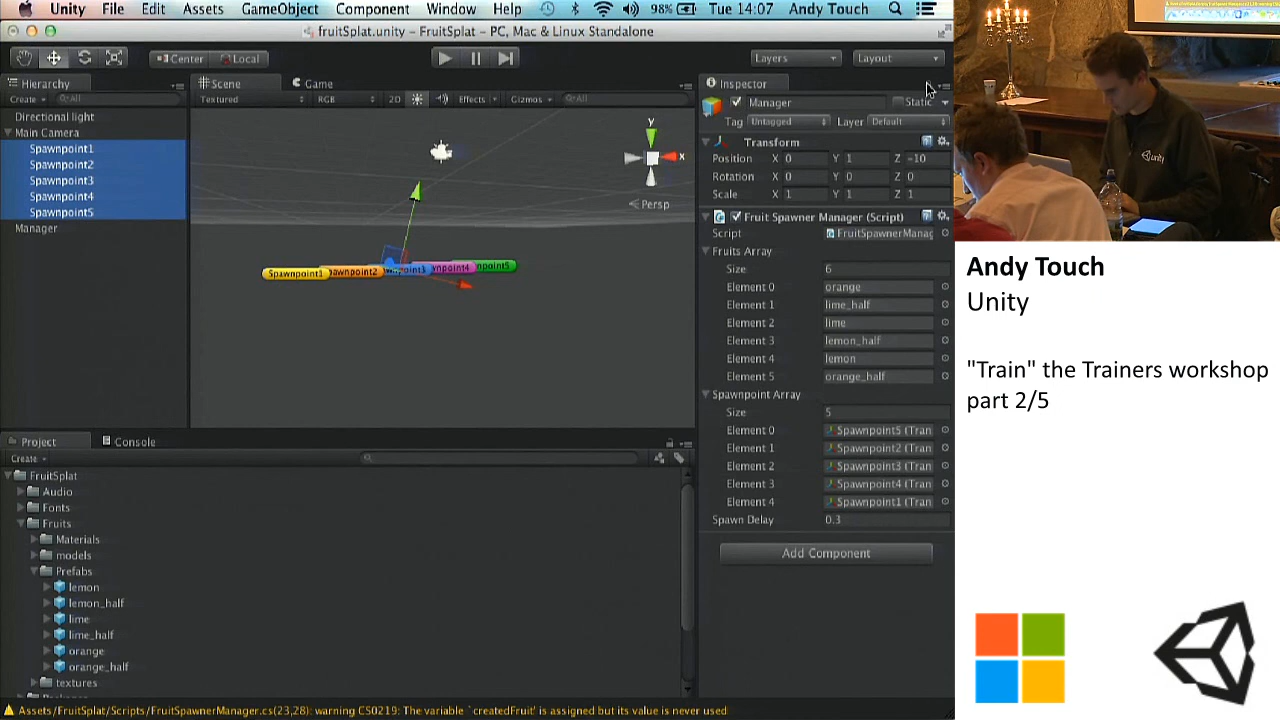 Unity File Edit Assets GameObject Component Window Help 98% Tue 14:07 Andy Touch
fruitSplat.unity – FruitSplat – PC, Mac & Linux Standalone
Center Local Layers Layout
Hierarchy
Create All
Directional light
Main Camera
Spawnpoint1
Spawnpoint2
Spawnpoint3
Spawnpoint4
Spawnpoint5
Manager
Scene Game
Textured RGB 2D Effects Gizmos All
y
x
Persp
Spawnpoint1 awnpoint2 wnpoint3 vnpoint4 npoint5
Inspector
Manager Static
Tag Untagged Layer Default
Transform
Position X 0 Y 1 Z -10
Rotation X 0 Y 0 Z 0
Scale X 1 Y 1 Z 1
Fruit Spawner Manager (Script)
Script FruitSpawnerManag
Fruits Array
Size 6
Element 0 orange
Element 1 lime_half
Element 2 lime
Element 3 lemon_half
Element 4 lemon
Element 5 orange_half
Spawnpoint Array
Size 5
Element 0 Spawnpoint5 (Tran
Element 1 Spawnpoint2 (Tran
Element 2 Spawnpoint3 (Tran
Element 3 Spawnpoint4 (Tran
Element 4 Spawnpoint1 (Tran
Spawn Delay 0.3
Add Component
Project Console
Create
FruitSplat
Audio
Fonts
Fruits
Materials
models
Prefabs
lemon
lemon_half
lime
lime_half
orange
orange_half
textures
Assets/FruitSplat/Scripts/FruitSpawnerManager.cs(23,28): warning CS0219: The variable `createdFruit' is assigned but its value is never used
unity
Andy Touch
Unity
"Train" the Trainers workshop
part 2/5